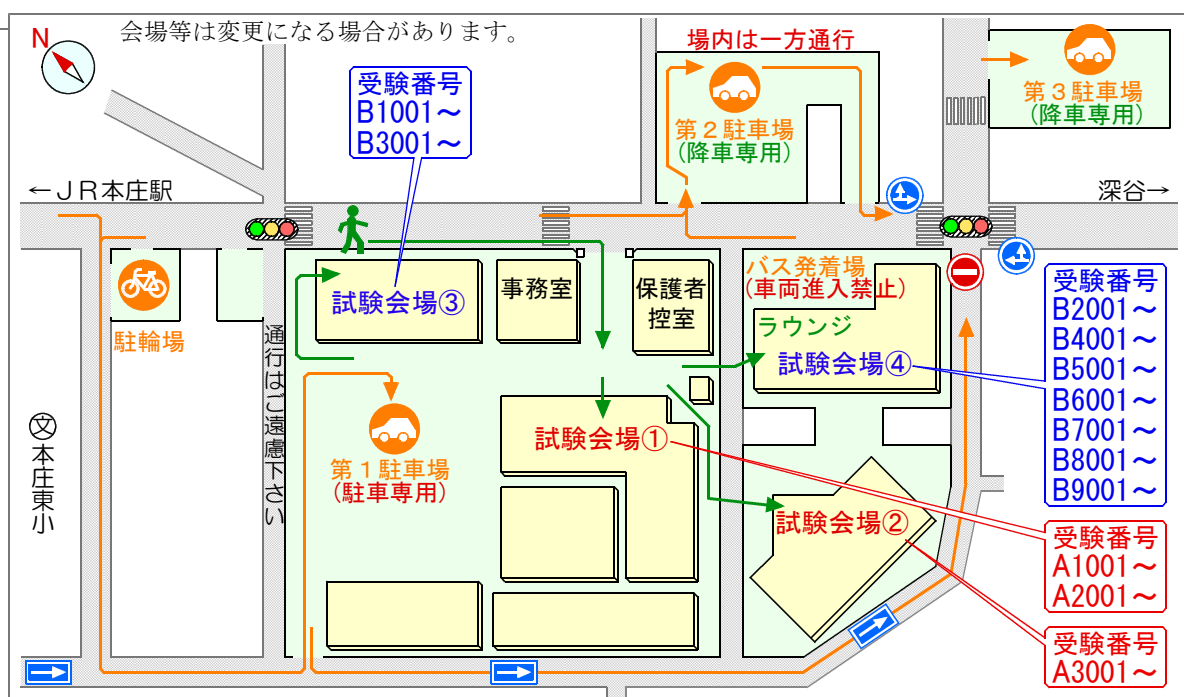 会場等は変更になる場合があります。
N
受験番号
B1001～
B3001～
場内は一方通行
第２駐車場
(降車専用)
第３駐車場
(降車専用)
←ＪＲ本庄駅
深谷→
駐輪場
試験会場③
事務室
保護者
控室
バス発着場
(車両進入禁止)
ラウンジ
試験会場④
受験番号
B2001～
B4001～
B5001～
B6001～
B7001～
B8001～
B9001～
通行はご遠慮下さい
文本庄東小
第１駐車場
(駐車専用)
試験会場①
試験会場②
受験番号
A1001～
A2001～
受験番号
A3001～